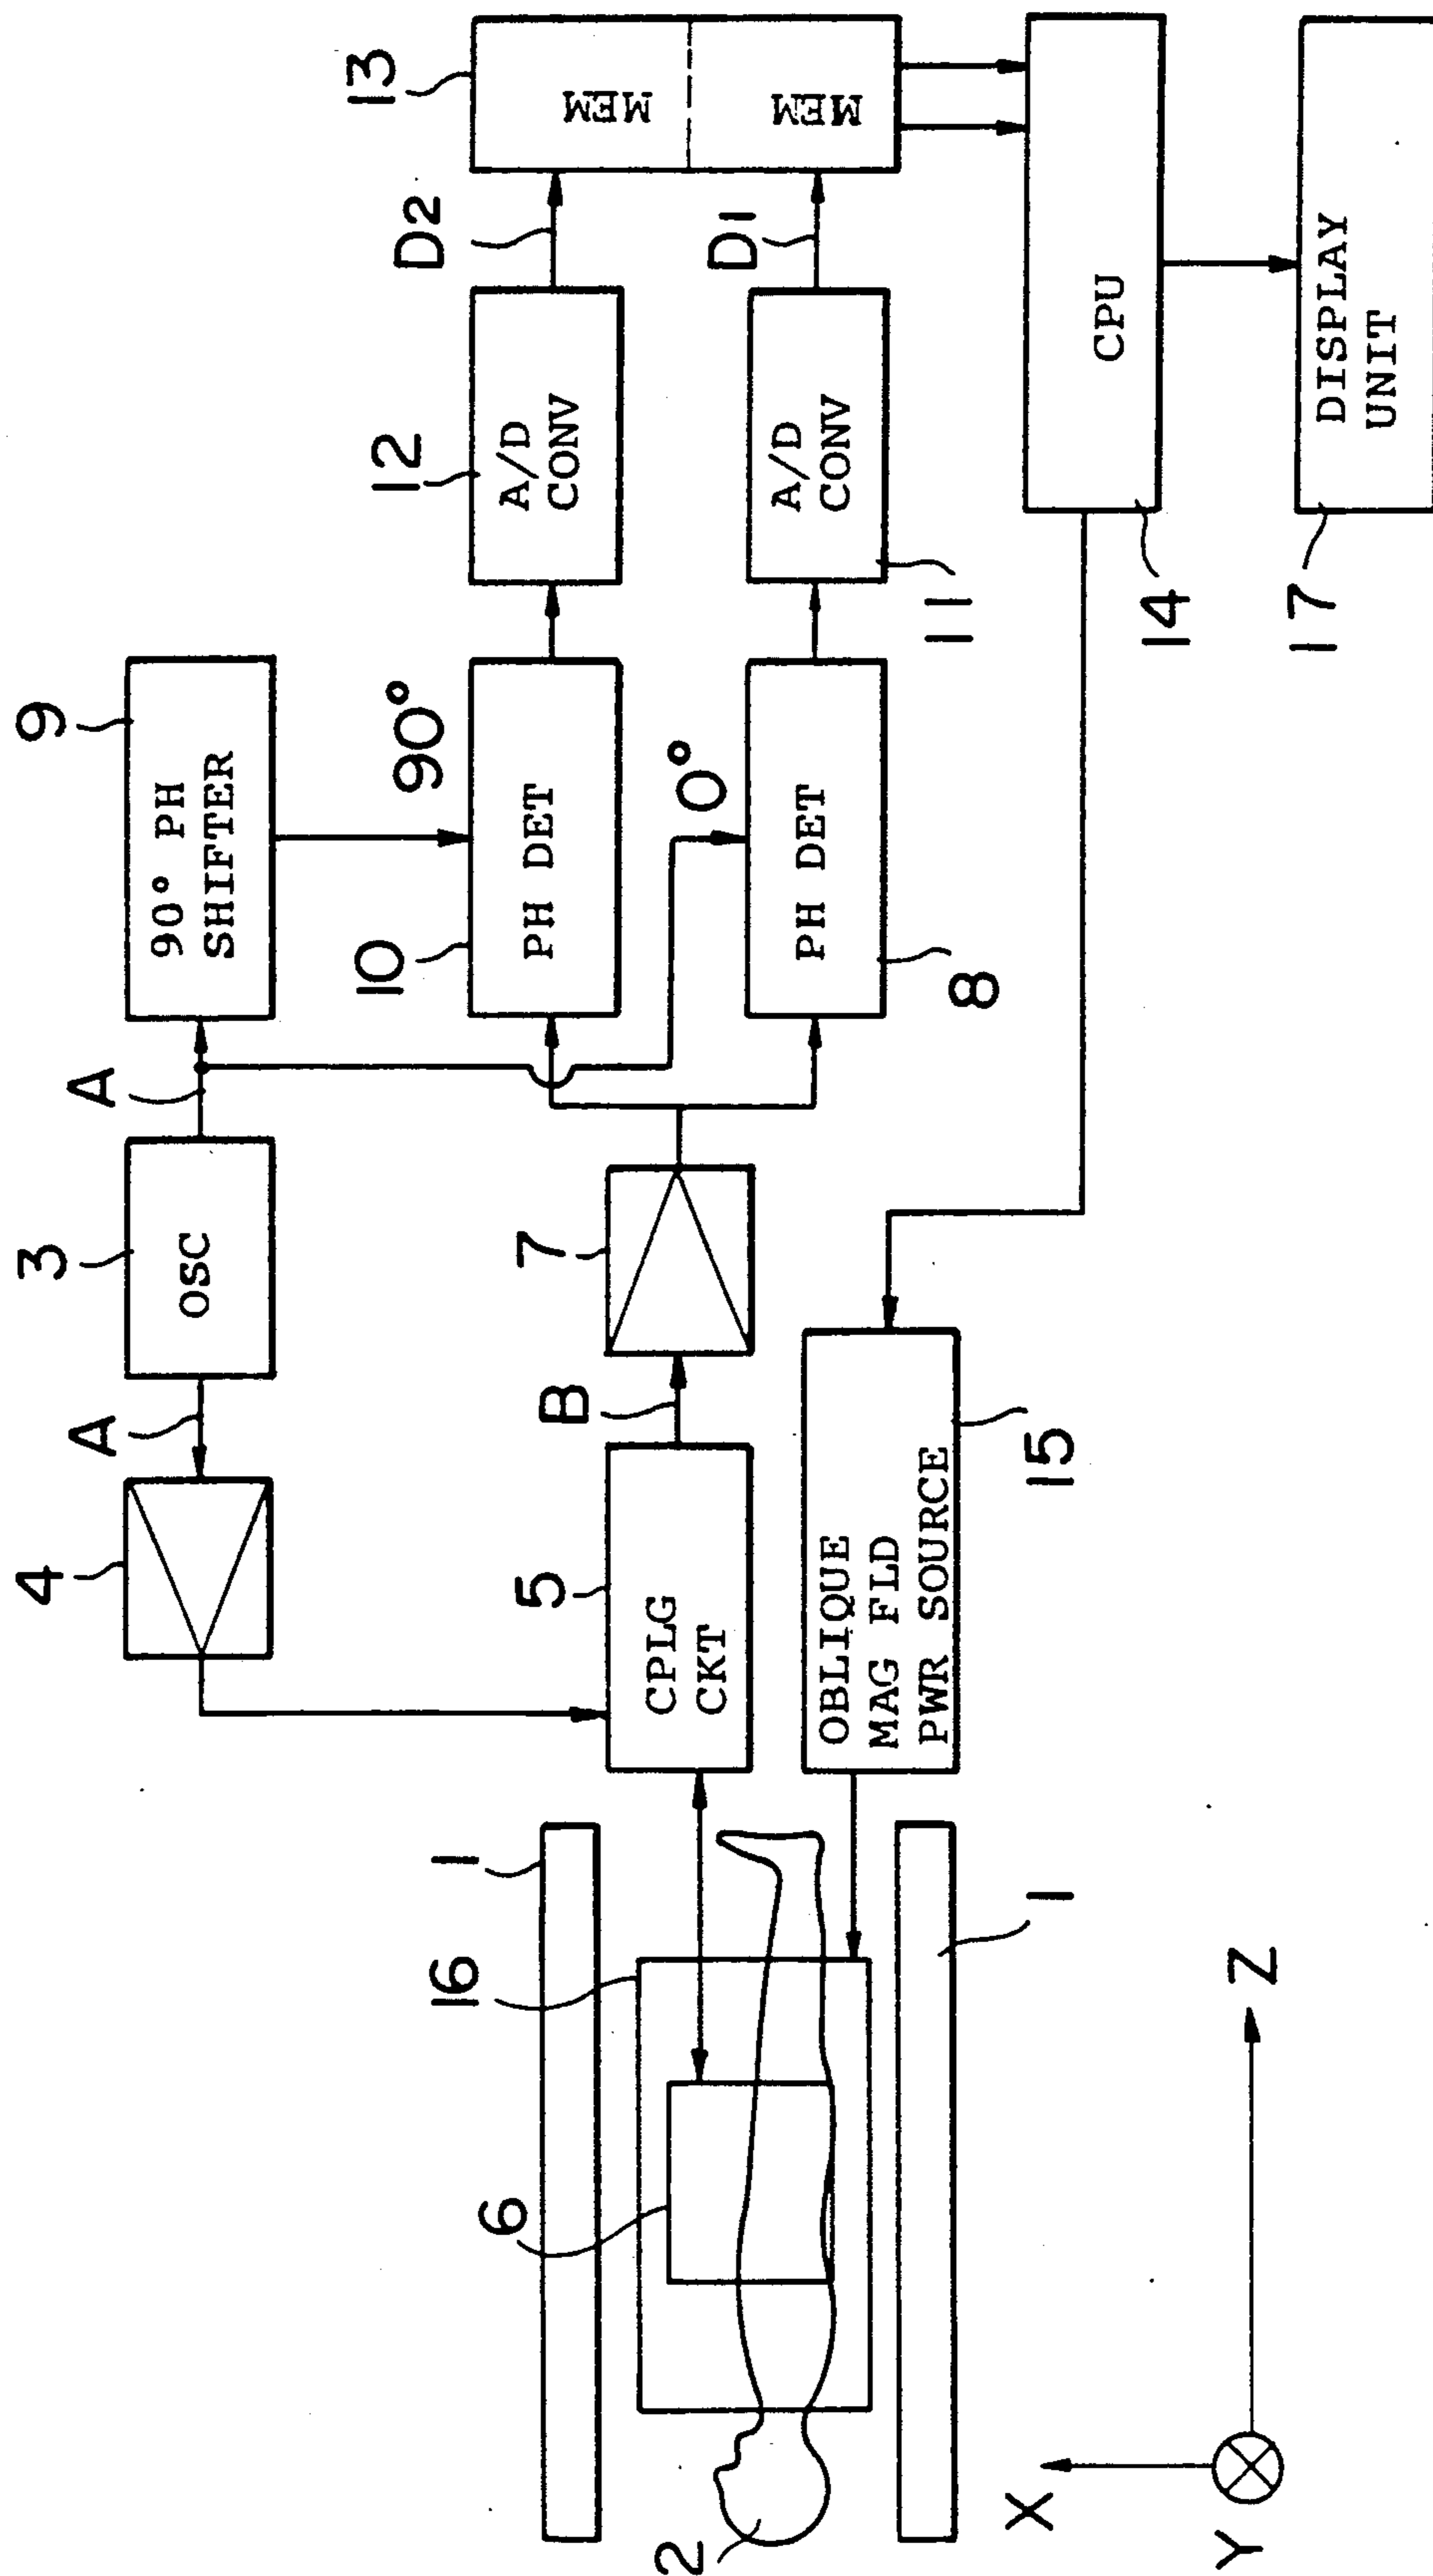 9
90° PH
SHIFTER
A
3
OSC
A
4
13
MEM
MEM
D2
D1
12
A/D
CONV
A/D
CONV
11
90°
10
PH DET
0°
PH DET
8
7
B
5
CPLG
CKT
CPU
14
DISPLAY
UNIT
17
OBLIQUE
MAG FLD
PWR SOURCE
15
1
16
6
1
2
X
Y
Z